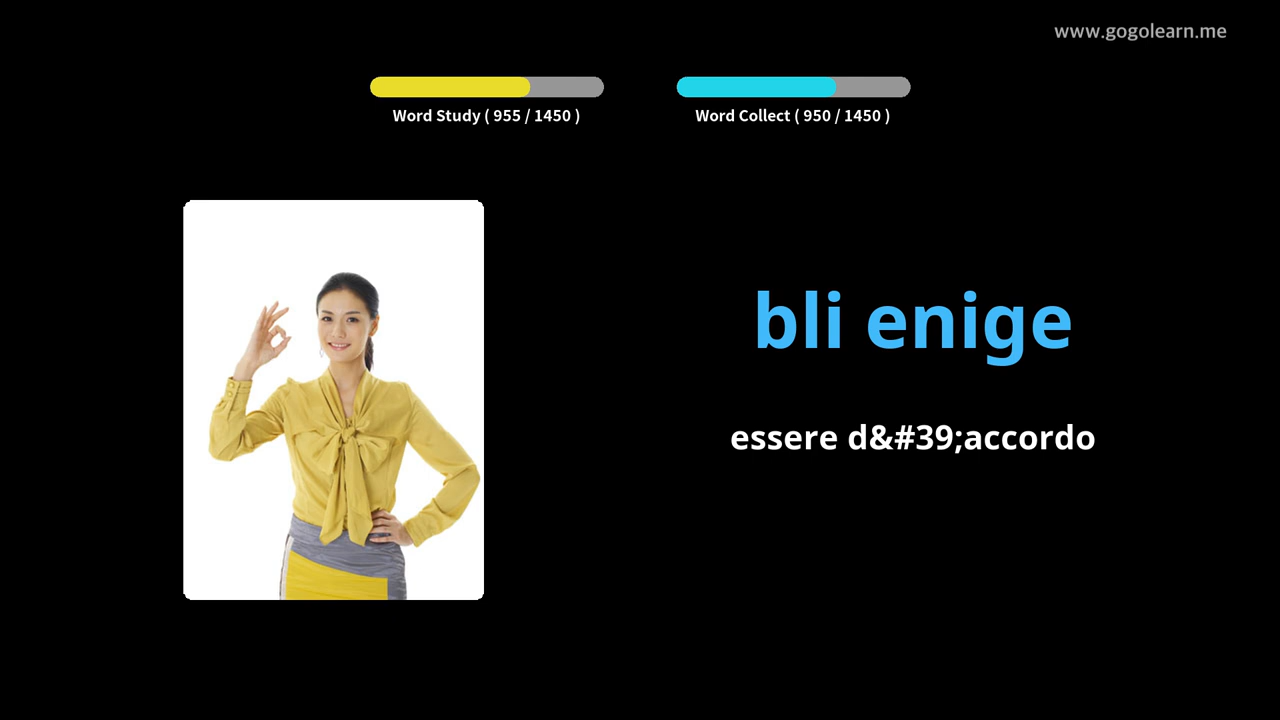 www.gogolearn.me
Word Study ( 955 / 1450 )
Word Collect ( 950 / 1450 )
bli enige
essere d&#39;accordo